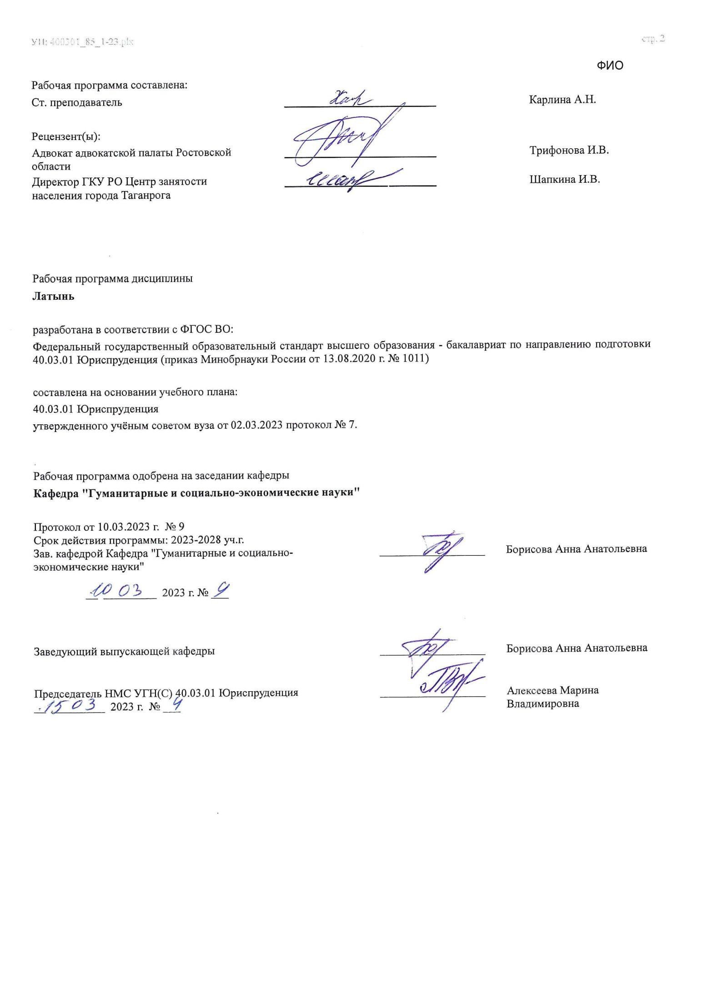 УП: 400301_85_1-23.plx стр. 2
ФИО
Рабочая программа составлена:
Ст. преподаватель Карлина А.Н.
Рецензент(ы):
Адвокат адвокатской палаты Ростовской
области Трифонова И.В.
Директор ГКУ РО Центр занятости
населения города Таганрога Шапкина И.В.
Рабочая программа дисциплины
Латынь
разработана в соответствии с ФГОС ВО:
Федеральный государственный образовательный стандарт высшего образования - бакалавриат по направлению подготовки
40.03.01 Юриспруденция (приказ Минобрнауки России от 13.08.2020 г. № 1011)
составлена на основании учебного плана:
40.03.01 Юриспруденция
утвержденного учёным советом вуза от 02.03.2023 протокол № 7.
Рабочая программа одобрена на заседании кафедры
Кафедра "Гуманитарные и социально-экономические науки"
Протокол от 10.03.2023 г. № 9
Срок действия программы: 2023-2028 уч.г.
Зав. кафедрой Кафедра "Гуманитарные и социально- Борисова Анна Анатольевна
экономические науки"
10 03 2023 г. № 9
Заведующий выпускающей кафедры Борисова Анна Анатольевна
Председатель НМС УГН(С) 40.03.01 Юриспруденция Алексеева Марина
15 03 2023 г. № 4 Владимировна